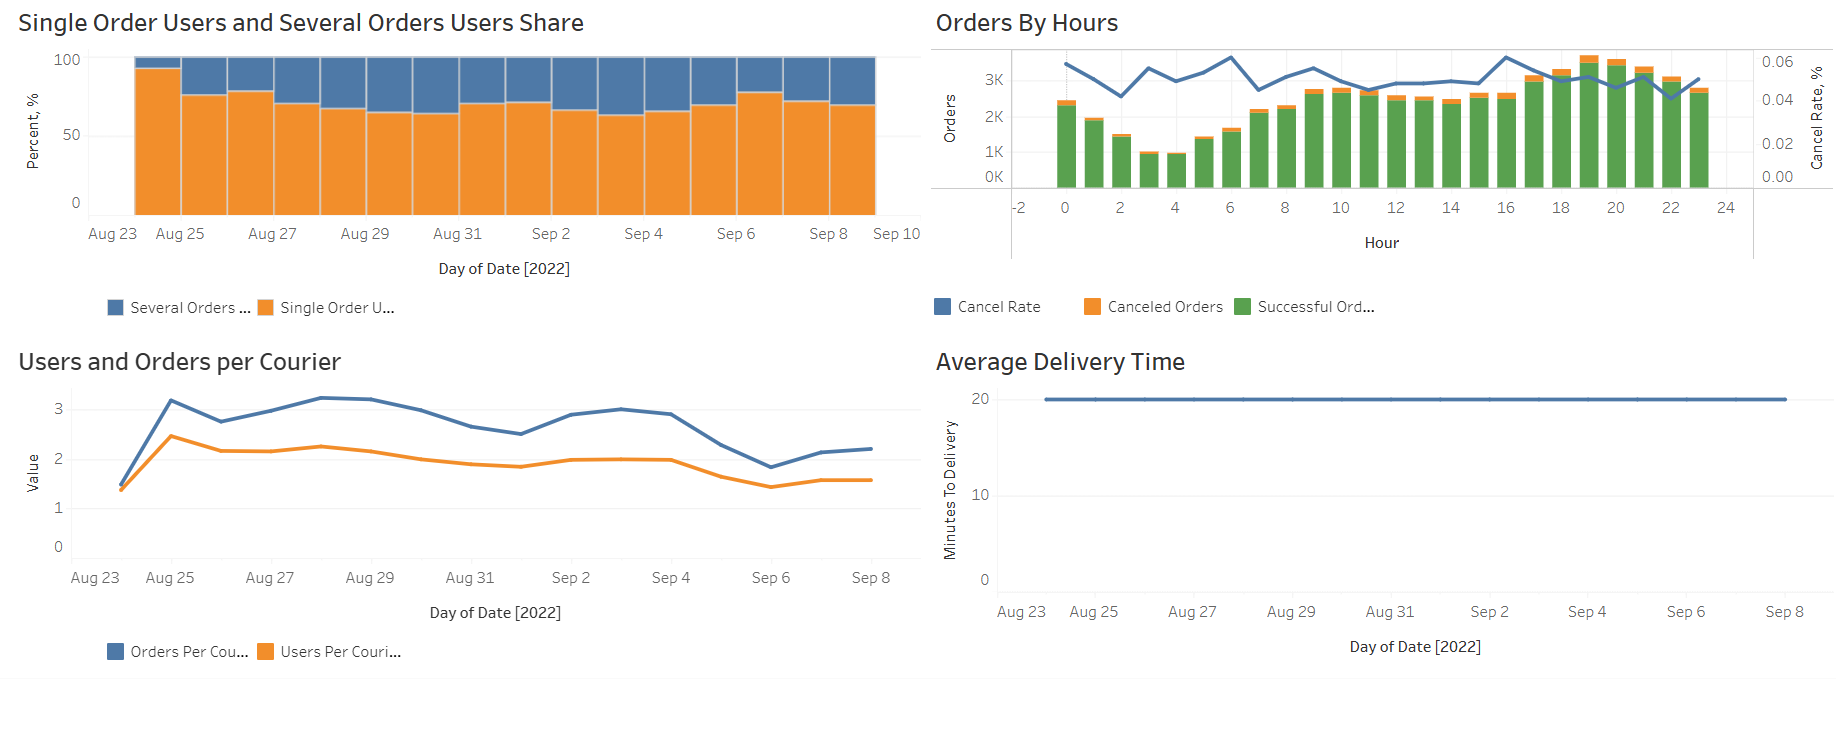 Single Order Users and Several Orders Users Share
Percent, %
100
50
0
Aug 23 Aug 25 Aug 27 Aug 29 Aug 31 Sep 2 Sep 4 Sep 6 Sep 8 Sep 10
Day of Date [2022]
Several Orders ... Single Order U...
Orders By Hours
Orders
3K
2K
1K
0K
0.06
0.04
0.02
0.00
Cancel Rate, %
-2 0 2 4 6 8 10 12 14 16 18 20 22 24
Hour
Cancel Rate Canceled Orders Successful Ord...
Users and Orders per Courier
Value
3
2
1
0
Aug 23 Aug 25 Aug 27 Aug 29 Aug 31 Sep 2 Sep 4 Sep 6 Sep 8
Day of Date [2022]
Orders Per Cou... Users Per Couri...
Average Delivery Time
Minutes To Delivery
20
10
0
Aug 23 Aug 25 Aug 27 Aug 29 Aug 31 Sep 2 Sep 4 Sep 6 Sep 8
Day of Date [2022]